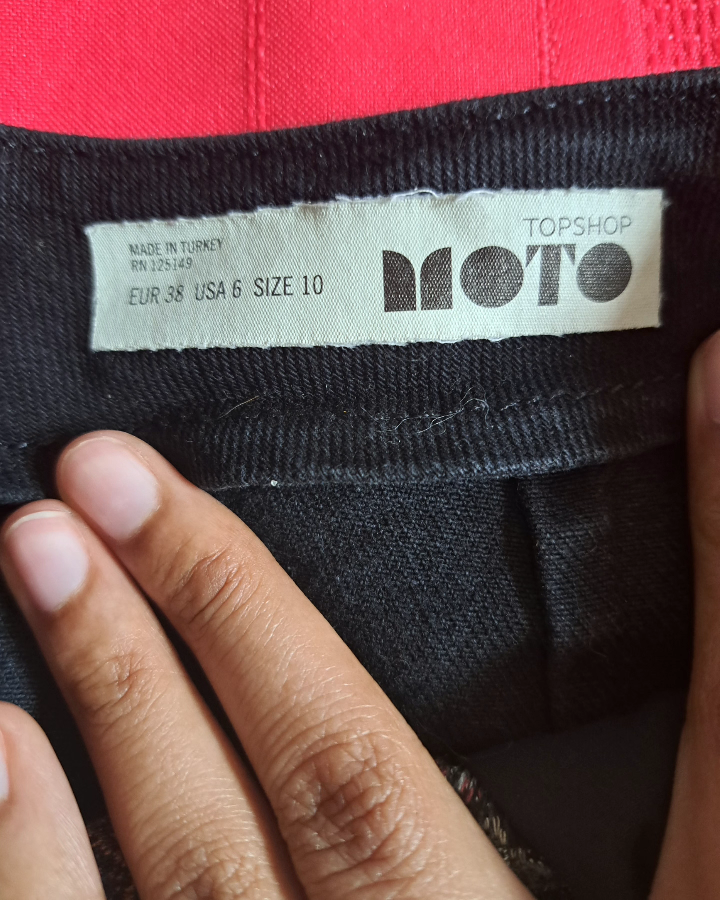 MADE IN TURKEY
RN 125149
EUR 38 USA 6 SIZE 10
TOPSHOP
MOTO